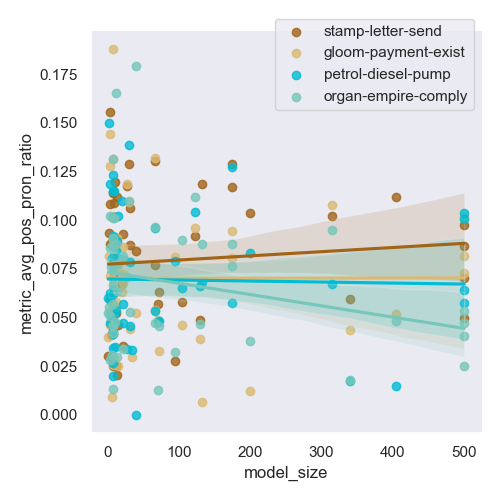 stamp-letter-send
gloom-payment-exist
petrol-diesel-pump
organ-empire-comply
metric_avg_pos_pron_ratio
0.175
0.150
0.125
0.100
0.075
0.050
0.025
0.000
0 100 200 300 400 500
model_size